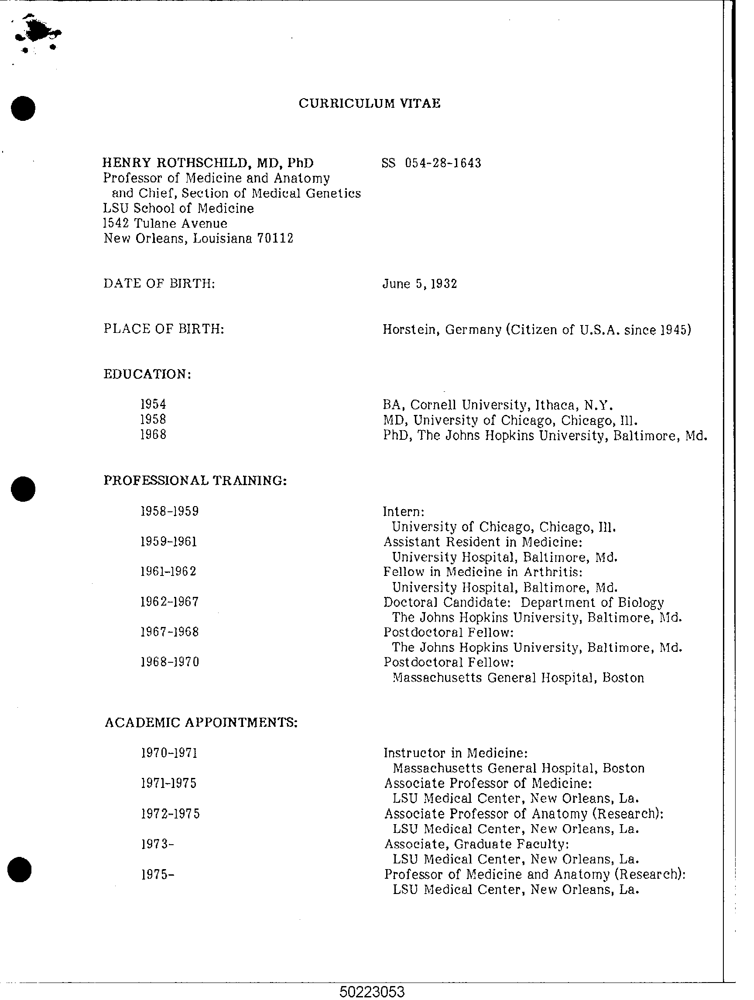 CURRICULUM VITAE
HENRY ROTHSCHILD, MD, PhD SS 054-28-1643
Professor of Medicine and Anatomy
and Chief, Section of Medical Genetics
LSU School of Medicine
1542 Tulane Avenue
New Orleans, Louisiana 70112
DATE OF BIRTH: June 5, 1932
PLACE OF BIRTH: Horstein, Germany (Citizen of U.S.A. since 1945)
EDUCATION:
1954 BA, Cornell University, Ithaca, N.Y.
1958 MD, University of Chicago, Chicago, Ill.
1968 PhD, The Johns Hopkins University, Baltimore, Md.
PROFESSIONAL TRAINING:
1958-1959 Intern:
University of Chicago, Chicago, Ill.
1959-1961 Assistant Resident in Medicine:
University Hospital, Baltimore, Md.
1961-1962 Fellow in Medicine in Arthritis:
University Hospital, Baltimore, Md.
1962-1967 Doctoral Candidate: Department of Biology
The Johns Hopkins University, Baltimore, Md.
1967-1968 Postdoctoral Fellow:
The Johns Hopkins University, Baltimore, Md.
1968-1970 Postdoctoral Fellow:
Massachusetts General Hospital, Boston
ACADEMIC APPOINTMENTS:
1970-1971 Instructor in Medicine:
Massachusetts General Hospital, Boston
1971-1975 Associate Professor of Medicine:
LSU Medical Center, New Orleans, La.
1972-1975 Associate Professor of Anatomy (Research):
LSU Medical Center, New Orleans, La.
1973- Associate, Graduate Faculty:
LSU Medical Center, New Orleans, La.
1975- Professor of Medicine and Anatomy (Research):
LSU Medical Center, New Orleans, La.
50223053